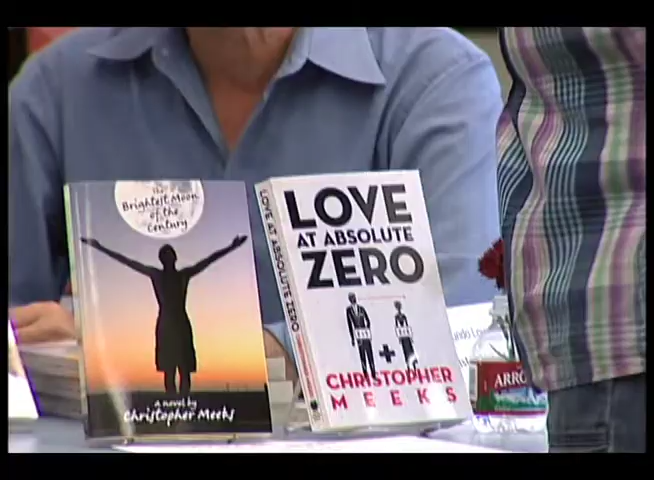 The
Brightest Moon
of the
Century
a novel by
Christopher Meeks
LOVE AT ABSOLUTE ZERO
LOVE
AT ABSOLUTE
ZERO
+
CHRISTOPHER
MEEKS
ARRO